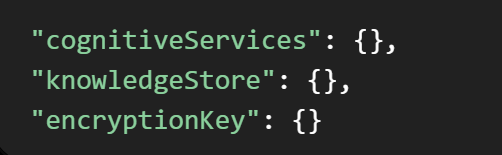 "cognitiveServices": {},
"knowledgeStore": {},
"encryptionKey": {}